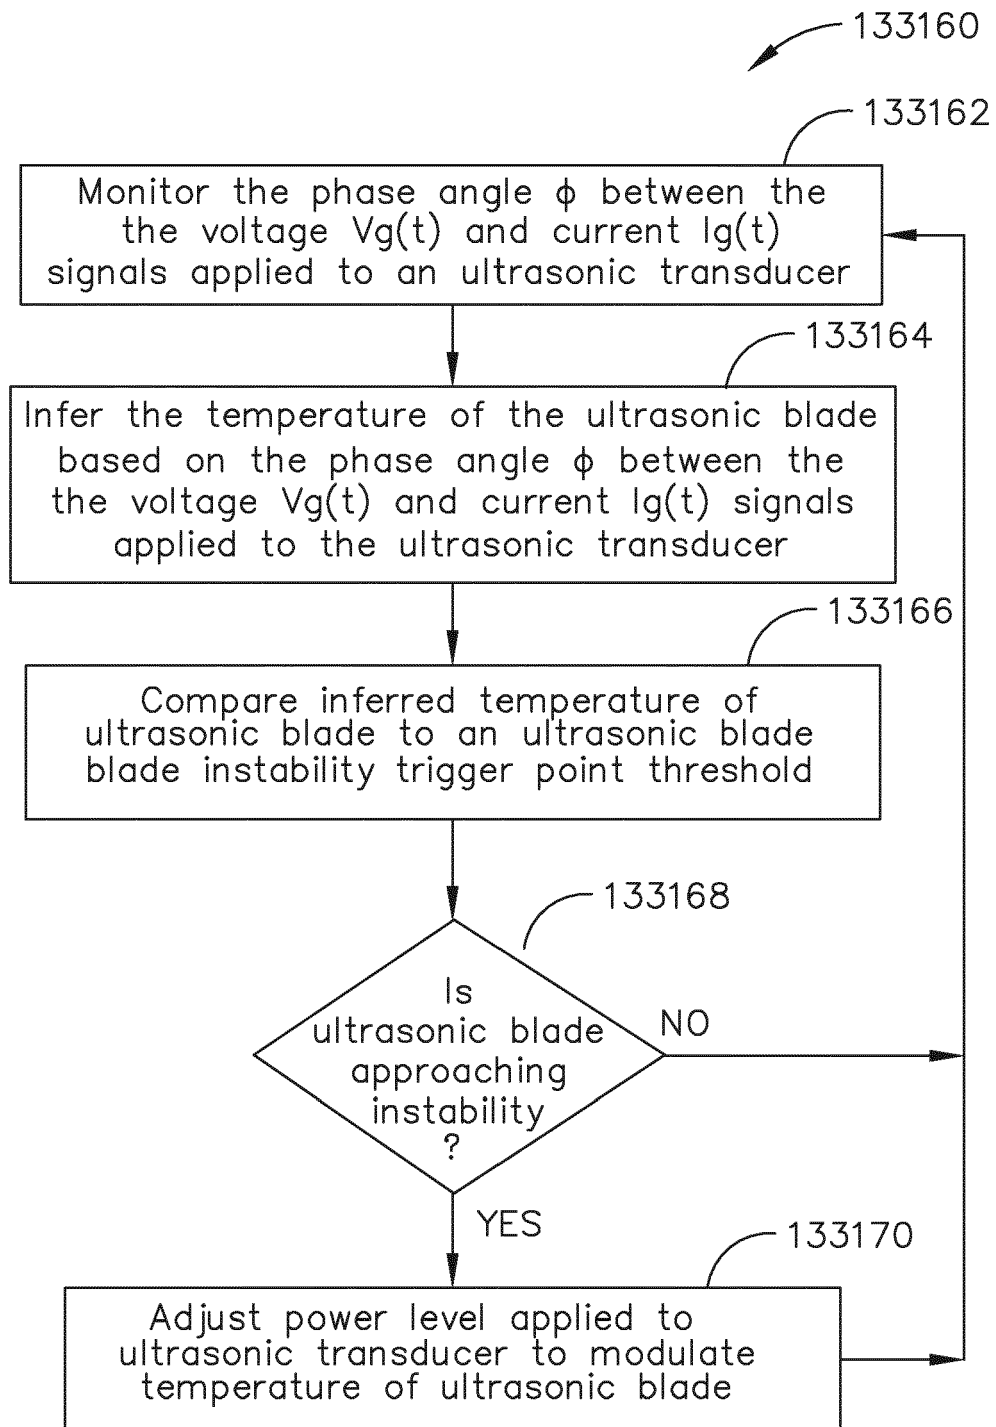 133160
133162
Monitor the phase angle ϕ between the
the voltage Vg(t) and current Ig(t)
signals applied to an ultrasonic transducer
133164
Infer the temperature of the ultrasonic blade
based on the phase angle ϕ between the
the voltage Vg(t) and current Ig(t) signals
applied to the ultrasonic transducer
133166
Compare inferred temperature of
ultrasonic blade to an ultrasonic blade
blade instability trigger point threshold
133168
Is
ultrasonic blade
approaching
instability
?
NO
YES
133170
Adjust power level applied to
ultrasonic transducer to modulate
temperature of ultrasonic blade